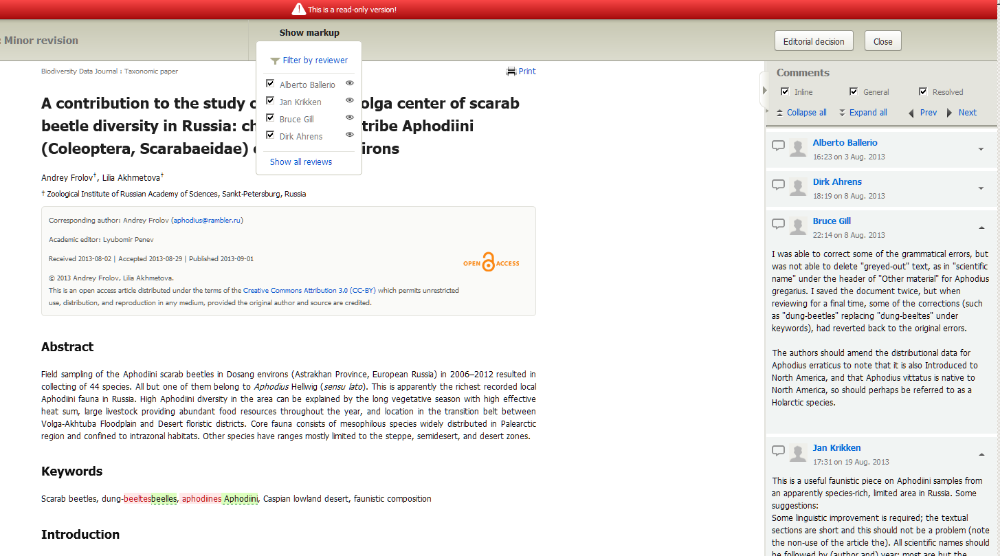 This is a read-only version!
: Minor revision
Show markup
Editorial decision
Close
Filter by reviewer
Alberto Ballerio
Jan Krikken
Bruce Gill
Dirk Ahrens
Show all reviews
Biodiversity Data Journal : Taxonomic paper
Print
A contribution to the study o olga center of scarab
beetle diversity in Russia: ch tribe Aphodiini
(Coleoptera, Scarabaeidae) irons
Andrey Frolov†, Lilia Akhmetova†
† Zoological Institute of Russian Academy of Sciences, Sankt-Petersburg, Russia
Corresponding author: Andrey Frolov (aphodius@rambler.ru)
Academic editor: Lyubomir Penev
Received 2013-08-02 | Accepted 2013-08-29 | Published 2013-09-01
OPEN ACCESS
© 2013 Andrey Frolov, Lilia Akhmetova.
This is an open access article distributed under the terms of the Creative Commons Attribution 3.0 (CC-BY) which permits unrestricted
use, distribution, and reproduction in any medium, provided the original author and source are credited.
Abstract
Field sampling of the Aphodiini scarab beetles in Dosang environs (Astrakhan Province, European Russia) in 2006–2012 resulted in
collecting of 44 species. All but one of them belong to Aphodius Hellwig (sensu lato). This is apparently the richest recorded local
Aphodiini fauna in Russia. High Aphodiini diversity in the area can be explained by the long vegetative season with high effective
heat sum, large livestock providing abundant food resources throughout the year, and location in the transition belt between
Volga-Akhtuba Floodplain and Desert floristic districts. Core fauna consists of mesophilous species widely distributed in Palearctic
region and confined to intrazonal habitats. Other species have ranges mostly limited to the steppe, semidesert, and desert zones.
Keywords
Scarab beetles, dung-beeltesbeelles, aphodiines Aphodiini, Caspian lowland desert, faunistic composition
Introduction
Comments
Inline
General
Resolved
Collapse all
Expand all
Prev
Next
Alberto Ballerio
16:23 on 3 Aug. 2013
Dirk Ahrens
18:19 on 8 Aug. 2013
Bruce Gill
22:14 on 8 Aug. 2013
I was able to correct some of the grammatical errors, but
was not able to delete "greyed-out" text, as in "scientific
name" under the header of "Other material" for Aphodius
gregarius. I saved the document twice, but when
reviewing for a final time, some of the corrections (such
as "dung-beetles" replacing "dung-beeltes" under
keywords), had reverted back to the original errors.
The authors should amend the distributional data for
Aphodius erraticus to note that it is also Introduced to
North America, and that Aphodius vittatus is native to
North America, so should perhaps be referred to as a
Holarctic species.
Jan Krikken
17:31 on 19 Aug. 2013
This is a useful faunistic piece on Aphodiini samples from
an apparently species-rich, limited area in Russia. Some
suggestions:
Some linguistic improvement is required; the textual
sections are short and this should not be a problem (note
the non-use of the article the). All scientific names should
be followed by (author and) year; most are but the